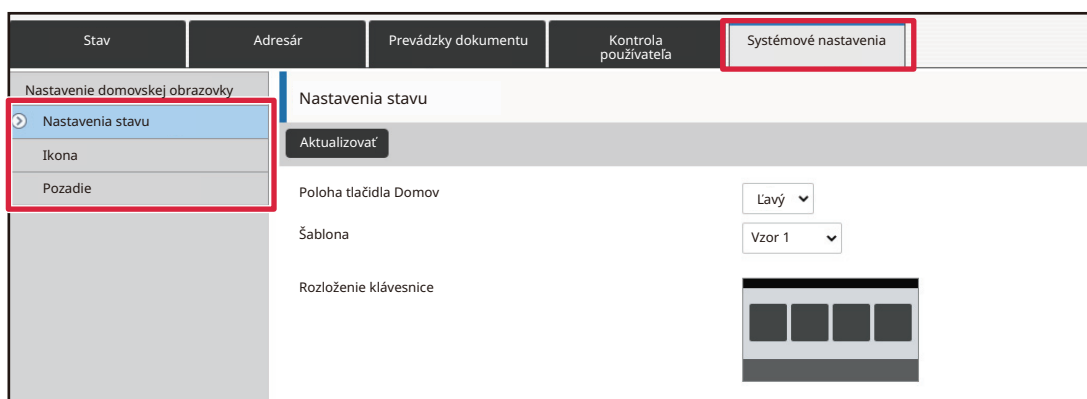 Stav
Adresár
Prevádzky dokumentu
Kontrola
používateľa
Systémové nastavenia
Nastavenie domovskej obrazovky
Nastavenia stavu
Ikona
Pozadie
Nastavenia stavu
Aktualizovať
Poloha tlačidla Domov
Ľavý
Šablona
Vzor 1
Rozloženie klávesnice